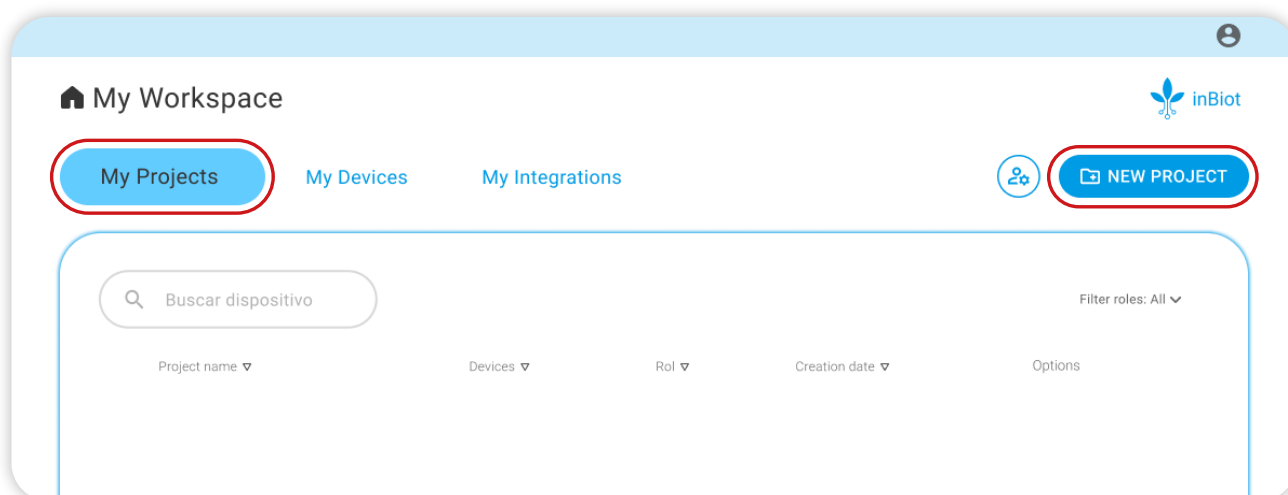 My Workspace
inBiot
My Projects
My Devices
My Integrations
NEW PROJECT
Buscar dispositivo
Filter roles: All
Project name
Devices
Rol
Creation date
Options